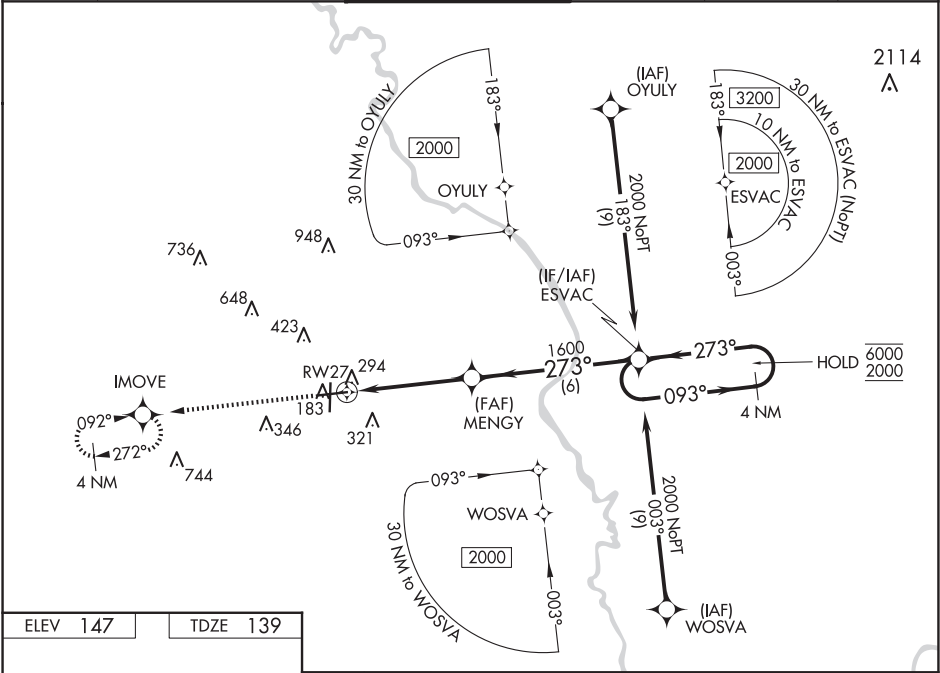 2114
(IAF)
OYULY
30 NM to OYULY
183°
2000
OYULY
093°
183°
3200
30 NM to ESVAC (NoPT)
10 NM to ESVAC
2000
ESVAC
003°
2000 NoPT
183°
(9)
736
948
648
423
(IF/IAF)
ESVAC
IMOVE
RW27
294
183
1600
273°
(6)
273°
HOLD 6000
2000
093°
4 NM
(FAF)
MENGY
092°
272°
4 NM
346
321
744
093°
WOSVA
2000
30 NM to WOSVA
003°
2000 NoPT
003°
(9)
(IAF)
WOSVA
ELEV 147
TDZE 139